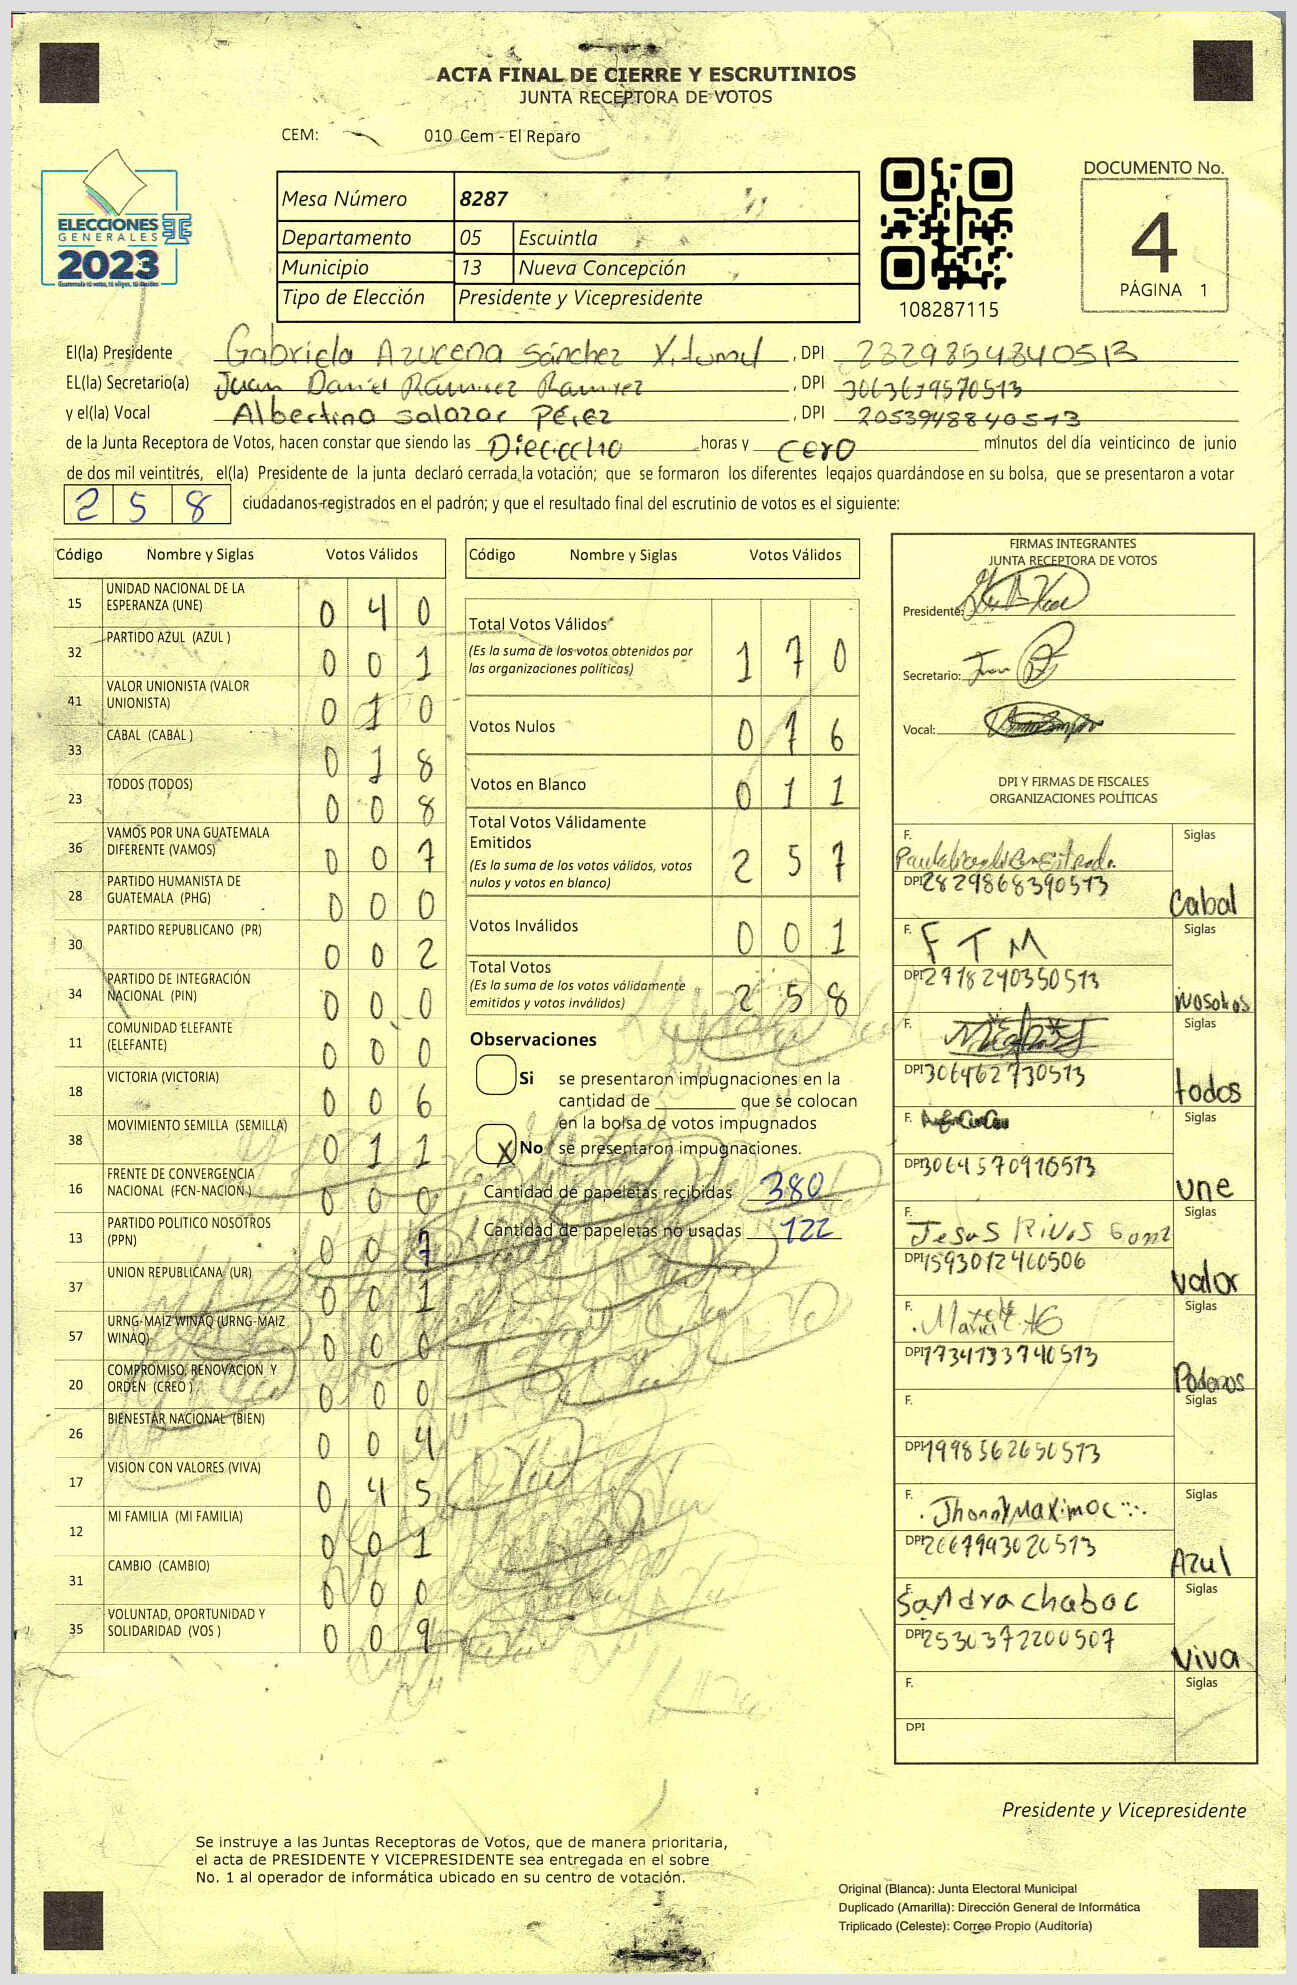 ACTA FINAL DE CIERRE Y ESCRUTINIOS
JUNTA RECEPTORA DE VOTOS
CEM: 010 Cem - El Reparo
ELECCIONES
GENERALES
2023
Guatemala tú votas, tú eliges, tú decides
Mesa Número 8287
Departamento 05 Escuintla
Municipio 13 Nueva Concepción
Tipo de Elección Presidente y Vicepresidente
108287115
DOCUMENTO No.
4
PÁGINA 1
El(la) Presidente Gabriela Azucena Sánchez , DPI 2829854840513
EL(la) Secretario(a) Juan Daniel Ramirez Ramirez , DPI 3063619570513
y el(la) Vocal Albertina Salazar Pérez , DPI 2053948840513
de la Junta Receptora de Votos, hacen constar que siendo las Dieciocho horas y cero minutos del día veinticinco de junio
de dos mil veintitrés, el(la) Presidente de la junta declaró cerrada la votación; que se formaron los diferentes legajos guardándose en su bolsa, que se presentaron a votar
258 ciudadanos registrados en el padrón; y que el resultado final del escrutinio de votos es el siguiente:
Código Nombre y Siglas Votos Válidos
15 UNIDAD NACIONAL DE LA ESPERANZA (UNE) 0 4 0
32 PARTIDO AZUL (AZUL ) 0 0 1
41 VALOR UNIONISTA (VALOR UNIONISTA) 0 1 0
33 CABAL (CABAL ) 0 1 8
23 TODOS (TODOS) 0 0 8
36 VAMOS POR UNA GUATEMALA DIFERENTE (VAMOS) 0 0 7
28 PARTIDO HUMANISTA DE GUATEMALA (PHG) 0 0 0
30 PARTIDO REPUBLICANO (PR) 0 0 2
34 PARTIDO DE INTEGRACIÓN NACIONAL (PIN) 0 0 0
11 COMUNIDAD ELEFANTE (ELEFANTE) 0 0 0
18 VICTORIA (VICTORIA) 0 0 6
38 MOVIMIENTO SEMILLA (SEMILLA) 0 1 1
16 FRENTE DE CONVERGENCIA NACIONAL (FCN-NACION ) 0 0 0
13 PARTIDO POLITICO NOSOTROS (PPN) 0 0 7
37 UNION REPUBLICANA (UR) 0 0 1
57 URNG-MAIZ WINAQ (URNG-MAIZ WINAQ) 0 0 0
20 COMPROMISO, RENOVACION Y ORDEN (CREO ) 0 0 0
26 BIENESTAR NACIONAL (BIEN) 0 0 4
17 VISION CON VALORES (VIVA) 0 4 5
12 MI FAMILIA (MI FAMILIA) 0 0 1
31 CAMBIO (CAMBIO) 0 0 0
35 VOLUNTAD, OPORTUNIDAD Y SOLIDARIDAD (VOS ) 0 0 9
Código Nombre y Siglas Votos Válidos
Total Votos Válidos 1 7 0
(Es la suma de los votos obtenidos por
las organizaciones políticas)
Votos Nulos 0 7 6
Votos en Blanco 0 1 1
Total Votos Válidamente
Emitidos 2 5 7
(Es la suma de los votos válidos, votos
nulos y votos en blanco)
Votos Inválidos 0 0 1
Total Votos 2 5 8
(Es la suma de los votos válidamente
emitidos y votos inválidos)
Observaciones
Si se presentaron impugnaciones en la
cantidad de ________ que se colocan
en la bolsa de votos impugnados
X No se presentaron impugnaciones.
Cantidad de papeletas recibidas 380
Cantidad de papeletas no usadas 122
FIRMAS INTEGRANTES
JUNTA RECEPTORA DE VOTOS
Presidente:
Secretario: Juan
Vocal:
DPI Y FIRMAS DE FISCALES
ORGANIZACIONES POLÍTICAS
F. Siglas
DPI 2829868390513 Cabal
F. F T M Siglas
DPI 2718240350513 Nosotros
F. Siglas
DPI 306462730513 todos
F. Siglas
DPI 3064570916513 une
F. Jesus Rivas Siglas
DPI 1593012460506 valor
F. Siglas
DPI 1734133740513 Podemos
F. Siglas
DPI 1998562650513
F. Jhonny Maximo Siglas
DPI 2667993020513 Azul
F. Sandra chaboc Siglas
DPI 2530372200507 viva
F. Siglas
DPI
Presidente y Vicepresidente
Se instruye a las Juntas Receptoras de Votos, que de manera prioritaria,
el acta de PRESIDENTE Y VICEPRESIDENTE sea entregada en el sobre
No. 1 al operador de informática ubicado en su centro de votación.
Original (Blanca): Junta Electoral Municipal
Duplicado (Amarilla): Dirección General de Informática
Triplicado (Celeste): Correo Propio (Auditoría)